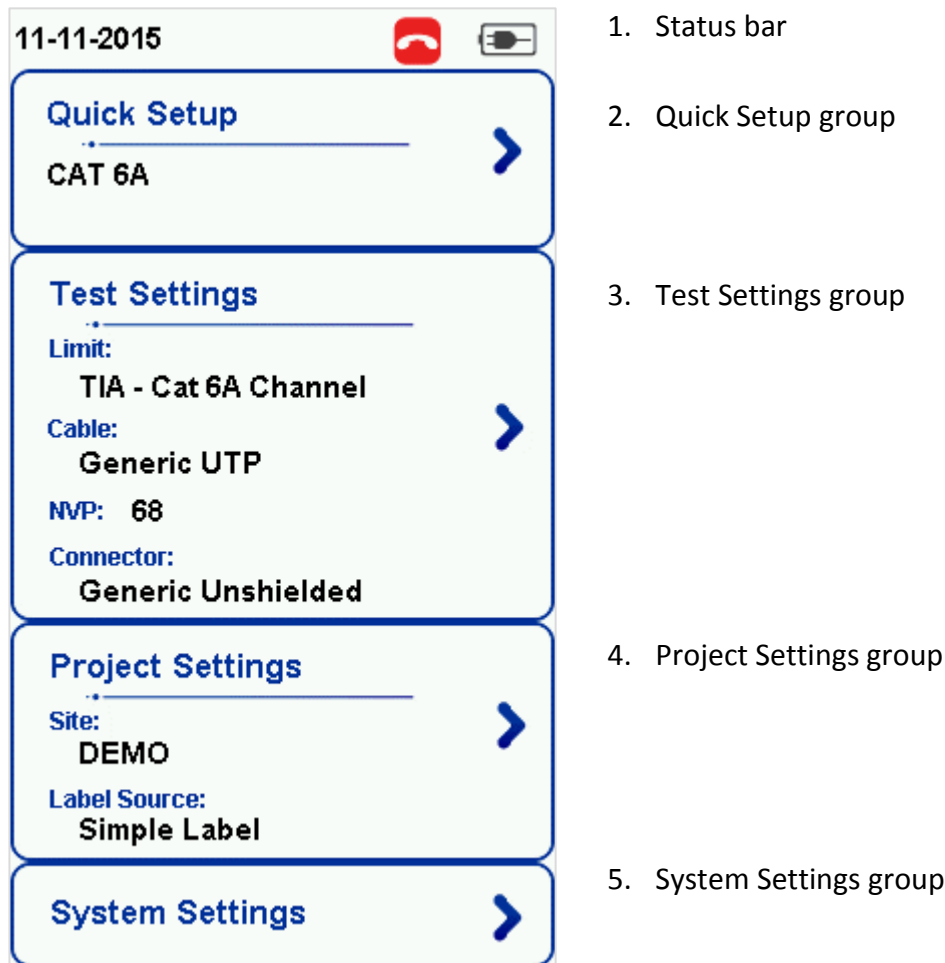 11-11-2015
1. Status bar
Quick Setup
2. Quick Setup group
CAT 6A
Test Settings
3. Test Settings group
Limit:
TIA - Cat 6A Channel
Cable:
Generic UTP
NVP: 68
Connector:
Generic Unshielded
Project Settings
4. Project Settings group
Site:
DEMO
Label Source:
Simple Label
System Settings
5. System Settings group